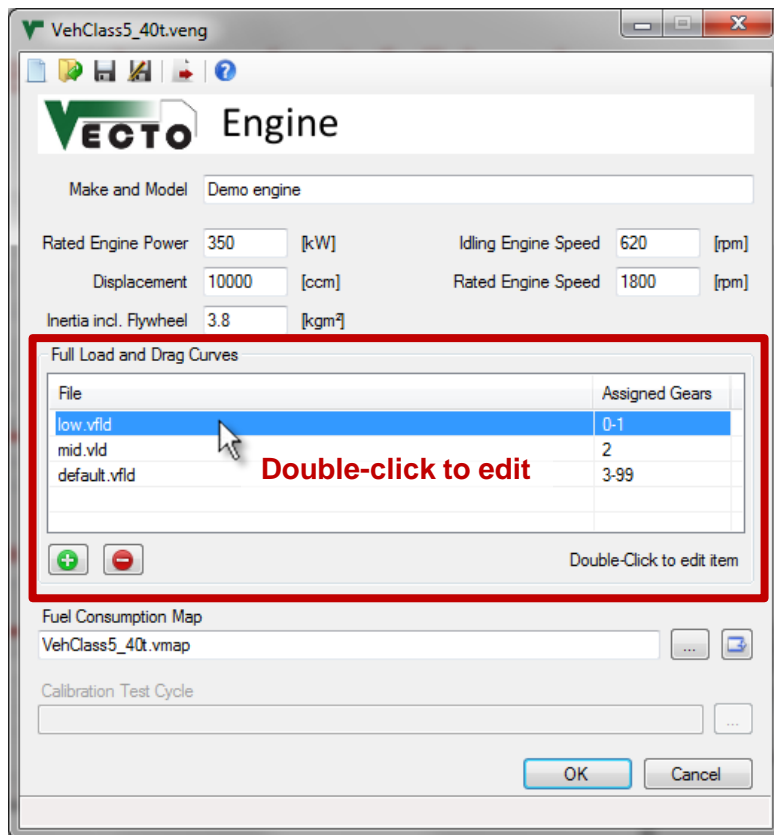 VehClass5_40t.veng
VECTO Engine
Make and Model Demo engine
Rated Engine Power 350 [kW] Idling Engine Speed 620 [rpm]
Displacement 10000 [ccm] Rated Engine Speed 1800 [rpm]
Inertia incl. Flywheel 3.8 [kgm²]
Full Load and Drag Curves
File Assigned Gears
low.vfld 0-1
mid.vld 2
default.vfld 3-99
Double-click to edit
Double-Click to edit item
Fuel Consumption Map
VehClass5_40t.vmap ...
Calibration Test Cycle
...
OK Cancel